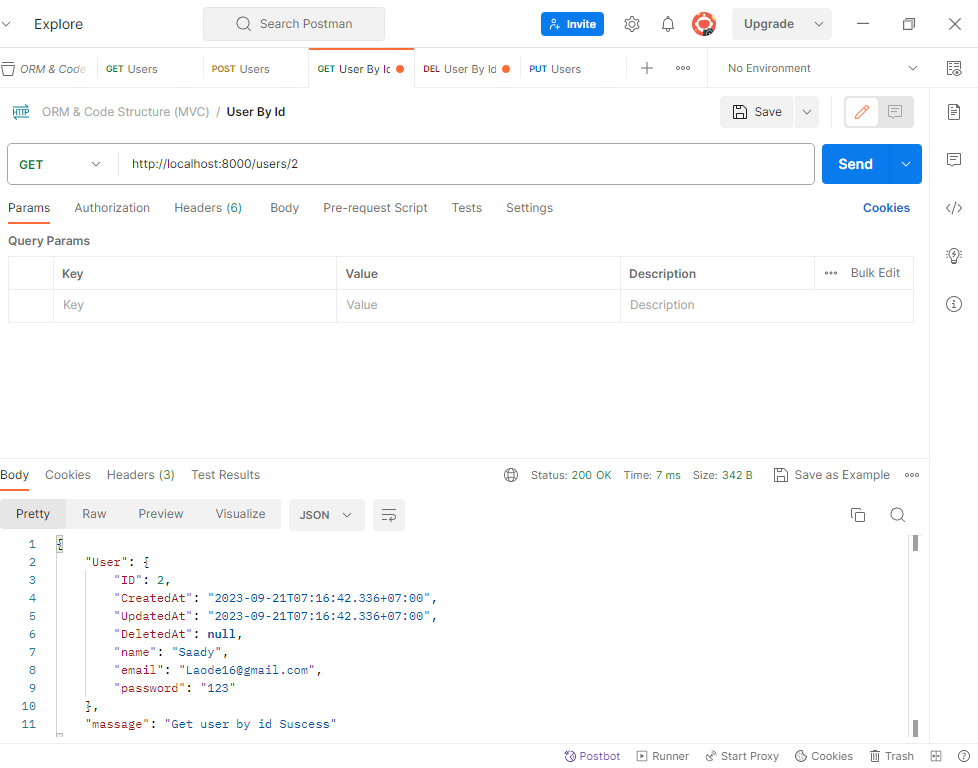 Explore
Search Postman
Invite
Upgrade
ORM & Code
GET Users
POST Users
GET User By Id
DEL User By Id
PUT Users
No Environment
HTTP
ORM & Code Structure (MVC) / User By Id
Save
GET
http://localhost:8000/users/2
Send
Params
Authorization
Headers (6)
Body
Pre-request Script
Tests
Settings
Cookies
Query Params
Key
Value
Description
Bulk Edit
Key
Value
Description
Body
Cookies
Headers (3)
Test Results
Status: 200 OK
Time: 7 ms
Size: 342 B
Save as Example
Pretty
Raw
Preview
Visualize
JSON
1 {
2 "User": {
3 "ID": 2,
4 "CreatedAt": "2023-09-21T07:16:42.336+07:00",
5 "UpdatedAt": "2023-09-21T07:16:42.336+07:00",
6 "DeletedAt": null,
7 "name": "Saady",
8 "email": "Laode16@gmail.com",
9 "password": "123"
10 },
11 "massage": "Get user by id Suscess"
Postbot
Runner
Start Proxy
Cookies
Trash